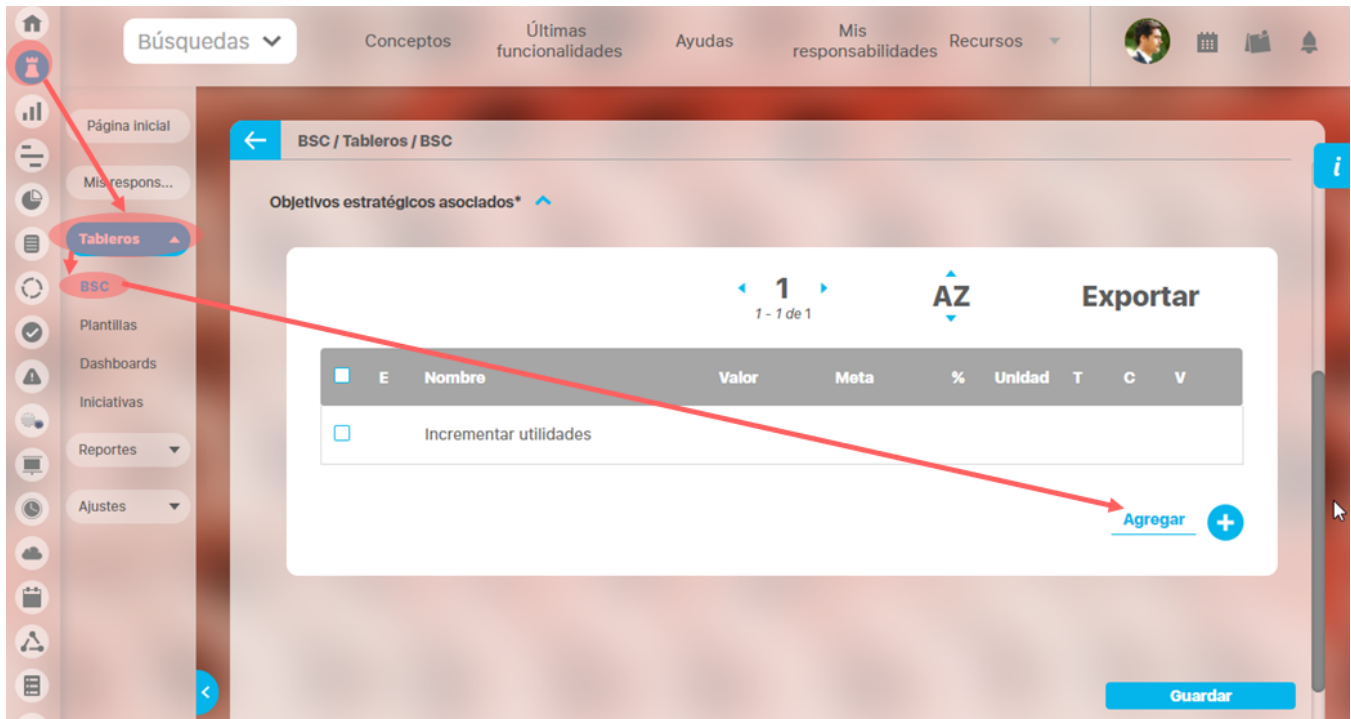 Búsquedas
Conceptos
Últimas
funcionalidades
Ayudas
Mis
responsabilidades
Recursos
Página inicial
Mis respons...
Tableros
BSC
Plantillas
Dashboards
Iniciativas
Reportes
Ajustes
BSC / Tableros / BSC
i
Objetivos estratégicos asociados*
1
1 - 1 de 1
AZ
Exportar
E Nombre Valor Meta % Unidad T C V
Incrementar utilidades
Agregar
Guardar